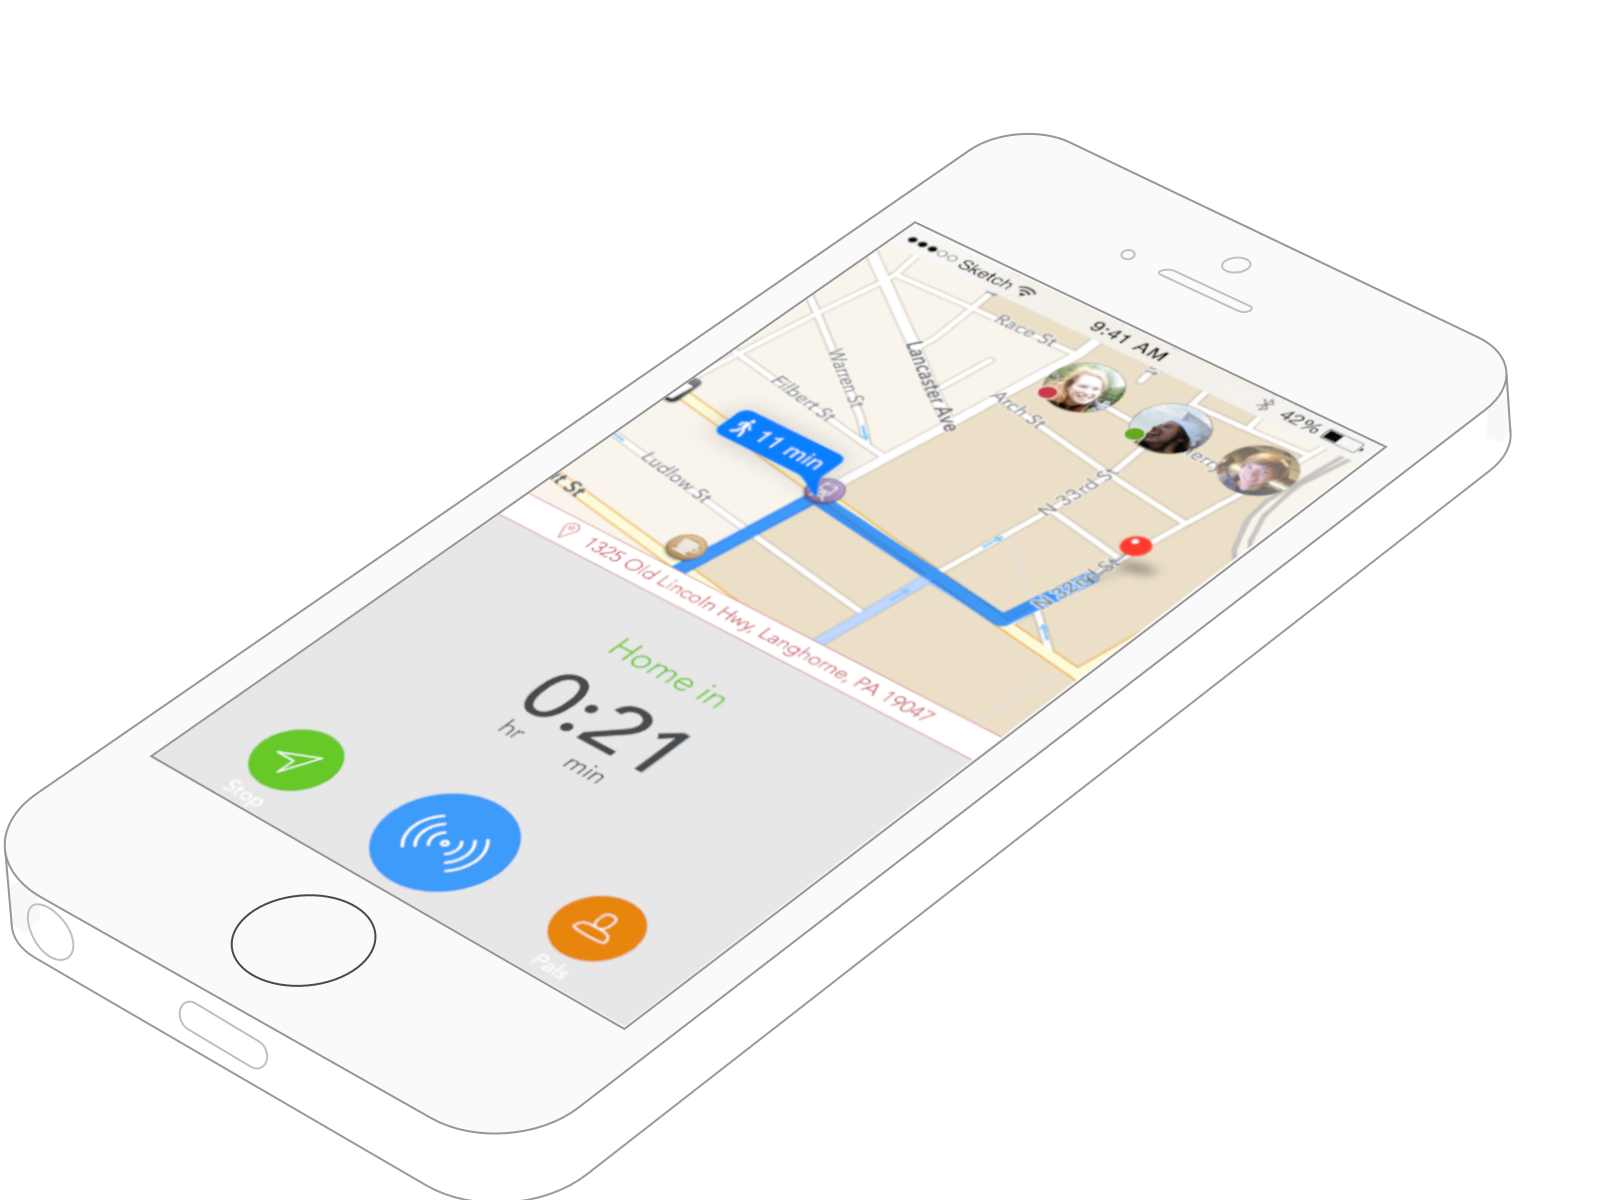 Sketch
9:41 AM
42%
Race St
Lancaster Ave
Warren St
Filbert St
Arch St
11 min
Ludlow St
N 33rd St
t St
N 32nd St
1325 Old Lincoln Hwy, Langhorne, PA 19047
Home in
0:21
hr
min
Stop
Pals